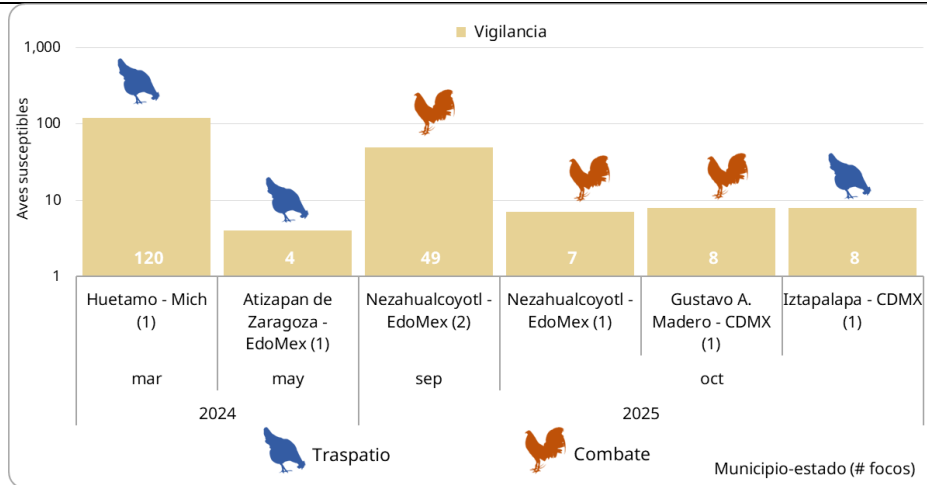 Vigilancia
1,000
100
10
1
Aves susceptibles
120
4
49
7
8
8
Huetamo - Mich
(1)
Atizapan de
Zaragoza -
EdoMex (1)
Nezahualcoyotl -
EdoMex (2)
Nezahualcoyotl -
EdoMex (1)
Gustavo A.
Madero - CDMX
(1)
Iztapalapa - CDMX
(1)
mar
may
sep
oct
2024
2025
Traspatio
Combate
Municipio-estado (# focos)